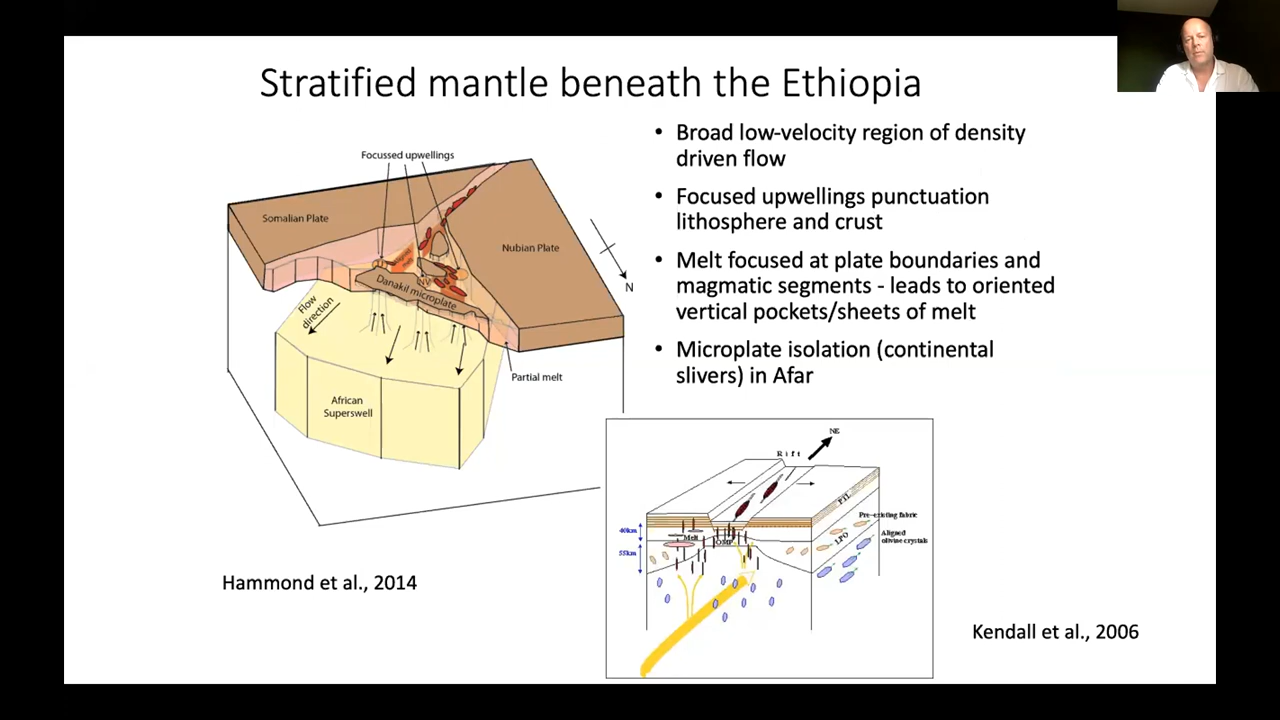 Stratified mantle beneath the Ethiopia
Focussed upwellings
Somalian Plate
Nubian Plate
Danakil microplate
N
Flow
direction
Partial melt
African
Superswell
Hammond et al., 2014
• Broad low-velocity region of density
driven flow
• Focused upwellings punctuation
lithosphere and crust
• Melt focused at plate boundaries and
magmatic segments - leads to oriented
vertical pockets/sheets of melt
• Microplate isolation (continental
slivers) in Afar
NE
Rift
PTL
Pre-existing fabric
40km
Melt
OMP
LPO
Aligned
olivine crystals
55km
Kendall et al., 2006